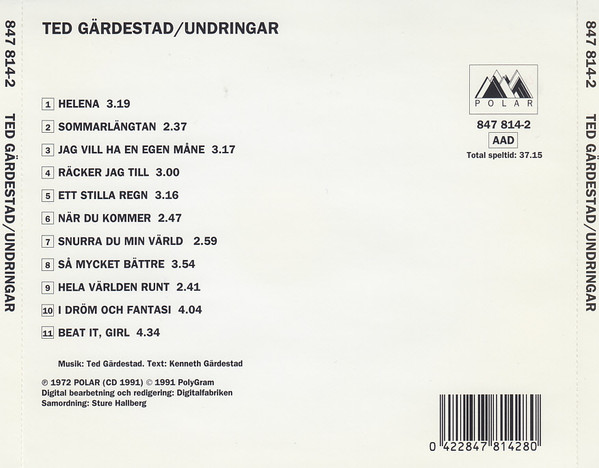 847 814-2 TED GÄRDESTAD/UNDRINGAR
TED GÄRDESTAD/UNDRINGAR
1 HELENA 3.19
2 SOMMARLÄNGTAN 2.37
3 JAG VILL HA EN EGEN MÅNE 3.17
4 RÄCKER JAG TILL 3.00
5 ETT STILLA REGN 3.16
6 NÄR DU KOMMER 2.47
7 SNURRA DU MIN VÄRLD 2.59
8 SÅ MYCKET BÄTTRE 3.54
9 HELA VÄRLDEN RUNT 2.41
10 I DRÖM OCH FANTASI 4.04
11 BEAT IT, GIRL 4.34
Musik: Ted Gärdestad. Text: Kenneth Gärdestad
℗ 1972 POLAR (CD 1991) © 1991 PolyGram
Digital bearbetning och redigering: Digitalfabriken
Samordning: Sture Hallberg
POLAR
847 814-2
AAD
Total speltid: 37.15
0 422847 814280
847 814-2 TED GÄRDESTAD/UNDRINGAR